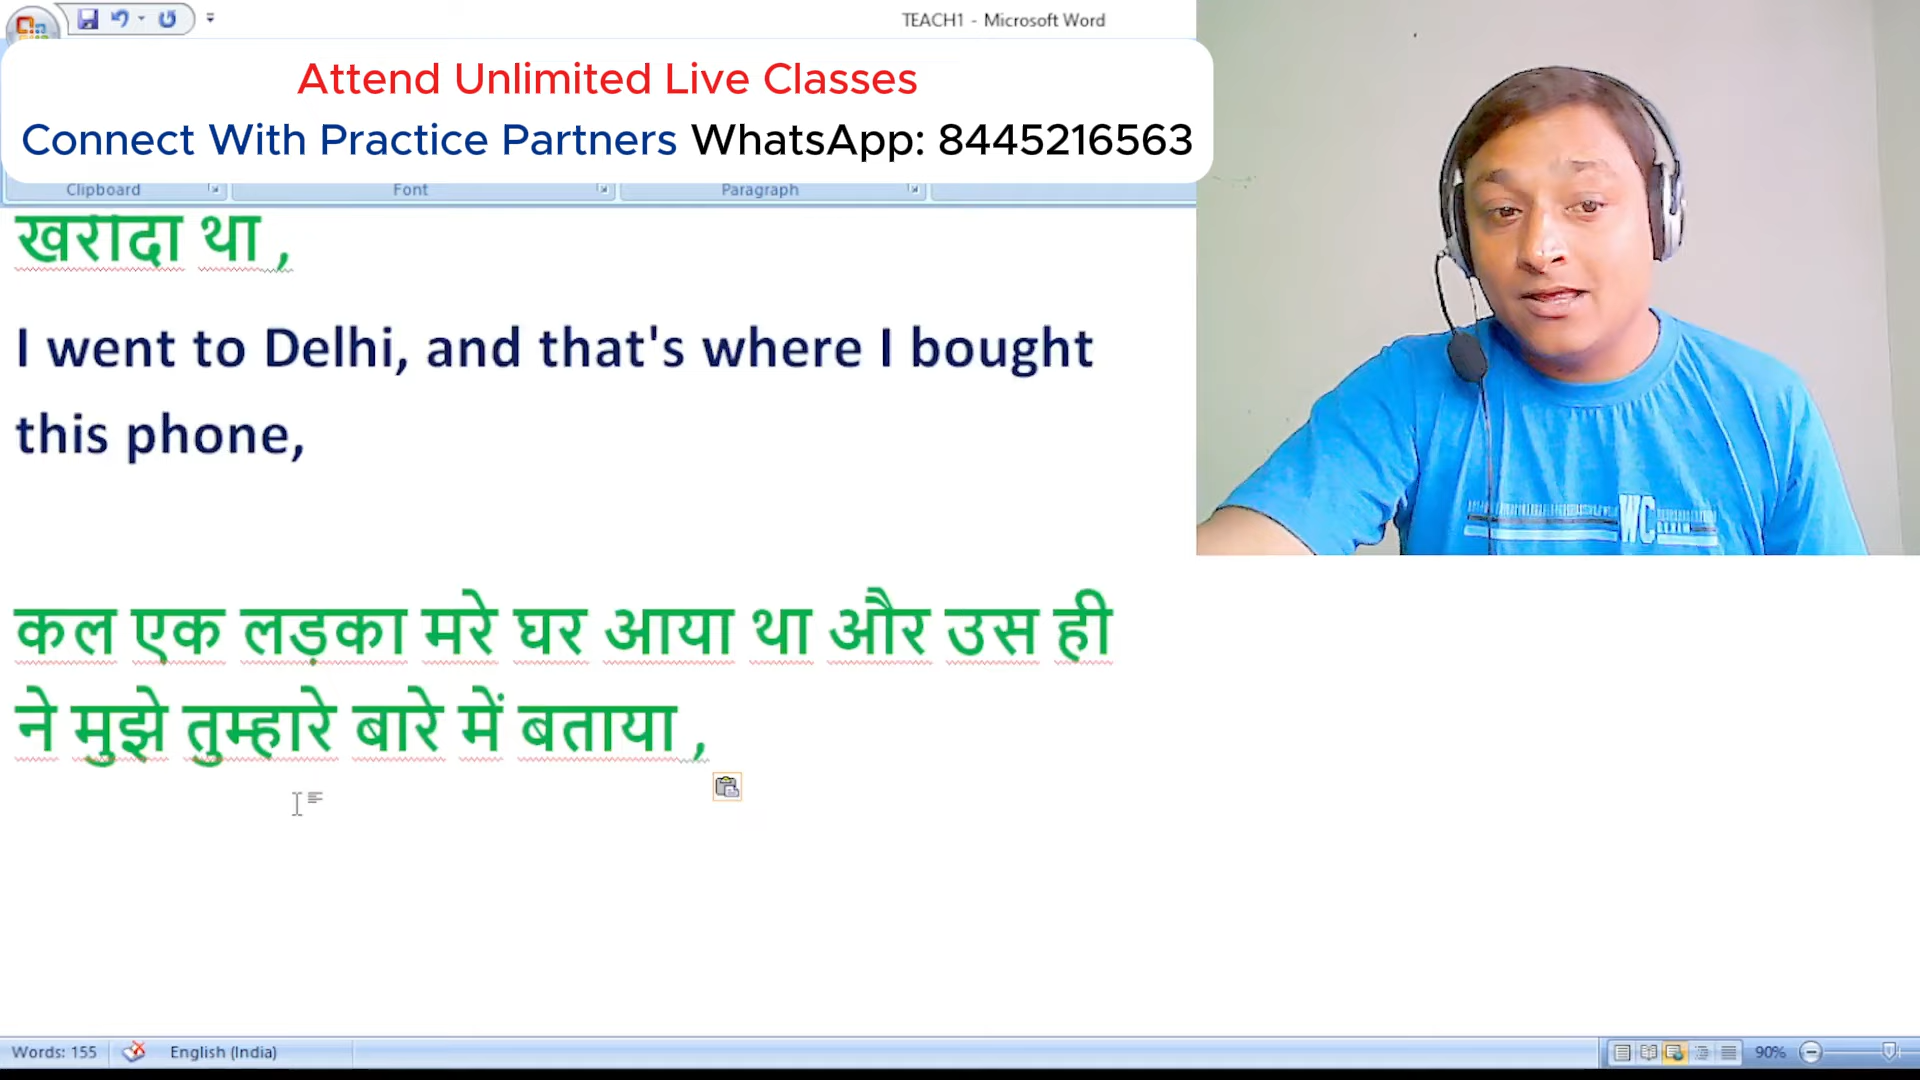 TEACH1 - Microsoft Word
Attend Unlimited Live Classes
Connect With Practice Partners WhatsApp: 8445216563
Clipboard Font Paragraph
खरीदा था ,
I went to Delhi, and that's where I bought
this phone,
कल एक लड़का मरे घर आया था और उस ही
ने मुझे तुम्हारे बारे में बताया ,
WC
Words: 155 English (India) 90%